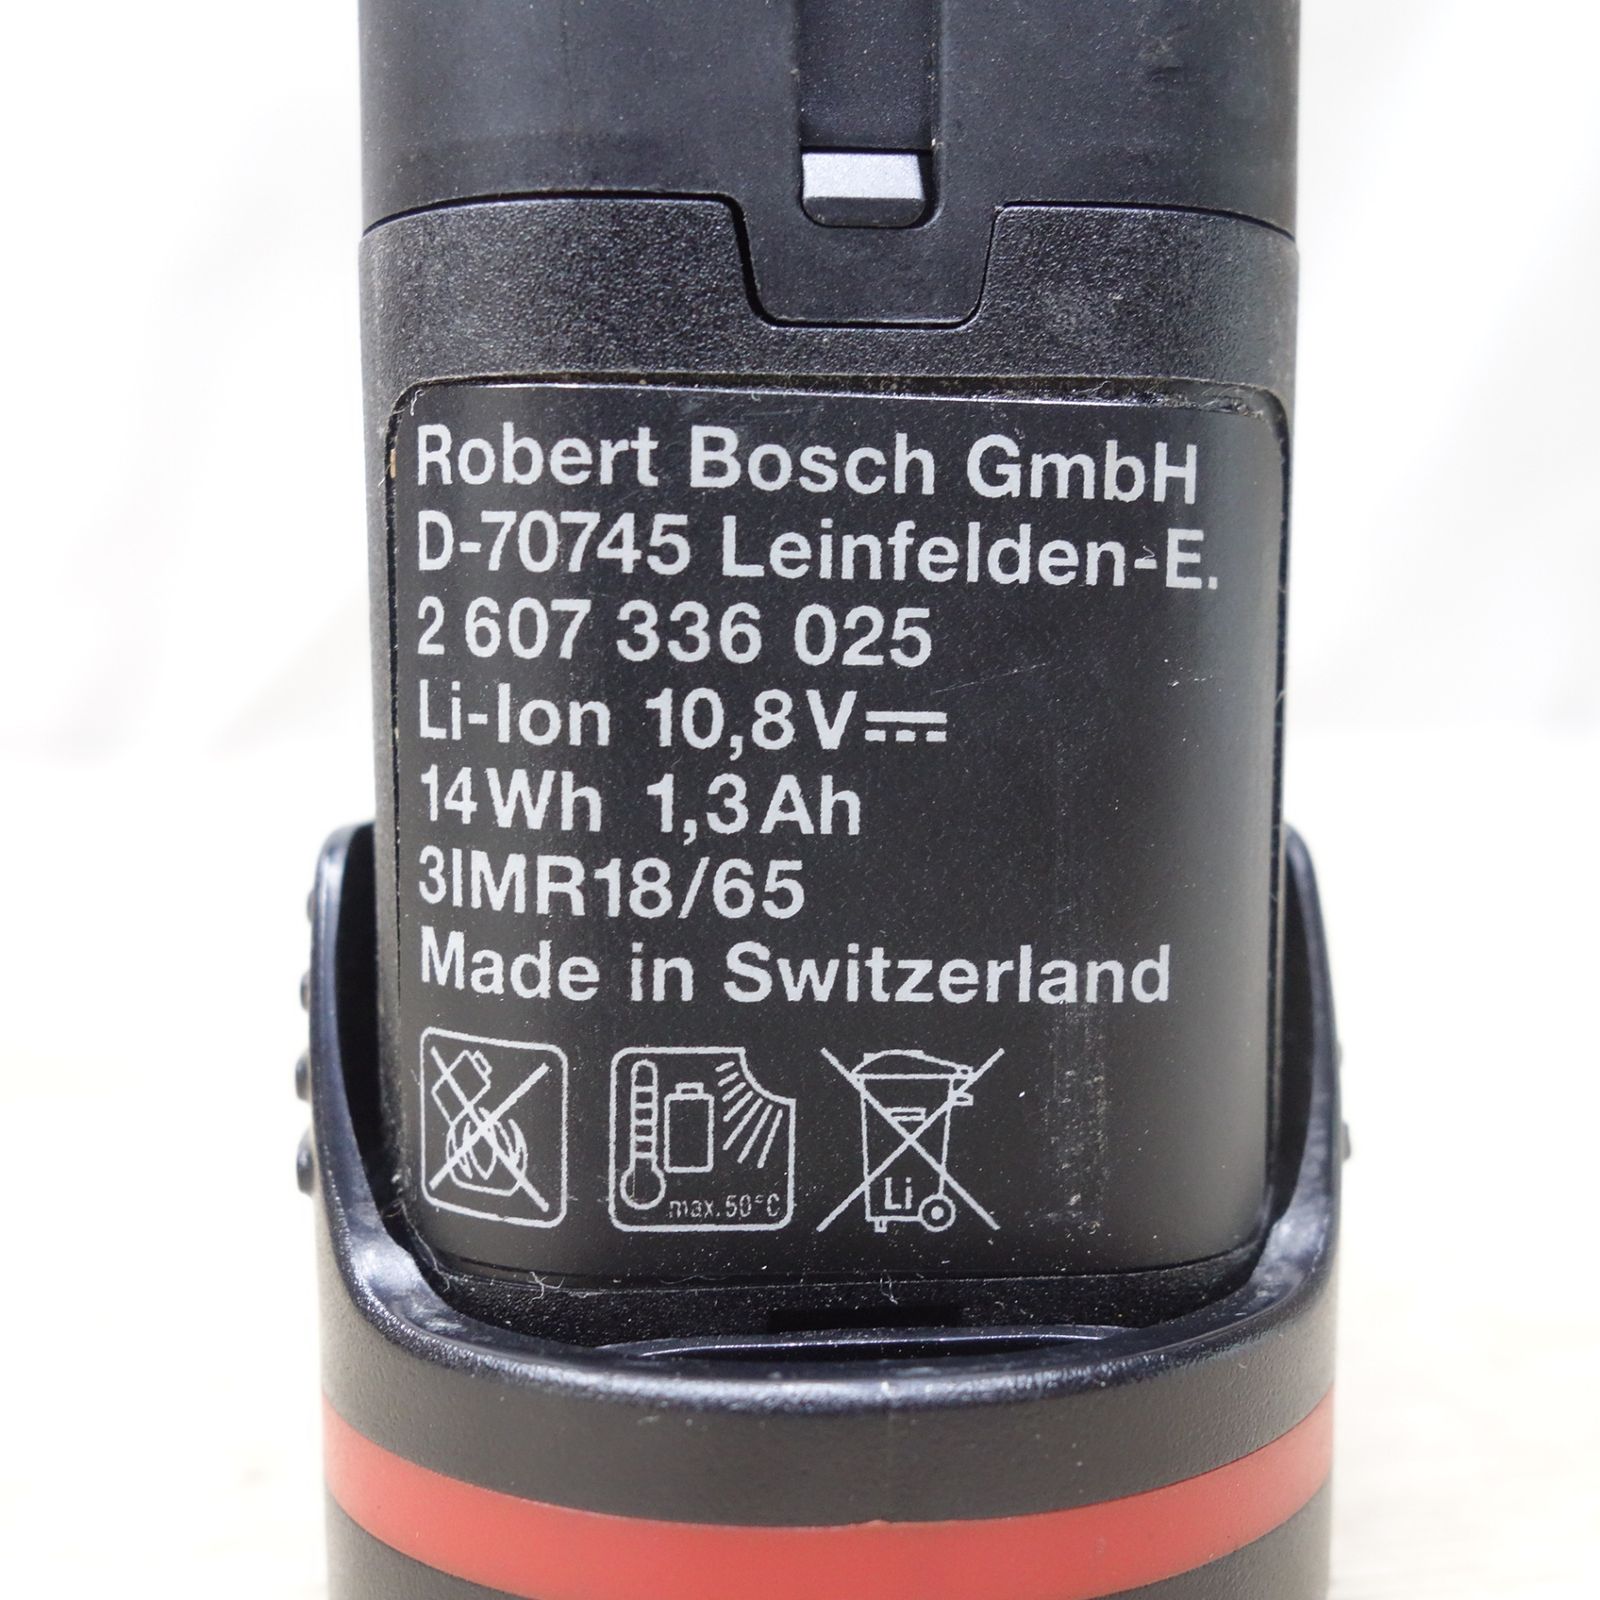 Robert Bosch GmbH
D-70745 Leinfelden-E.
2 607 336 025
Li-Ion 10,8V⎓
14Wh 1,3Ah
3IMR18/65
Made in Switzerland
max. 50°C
Li